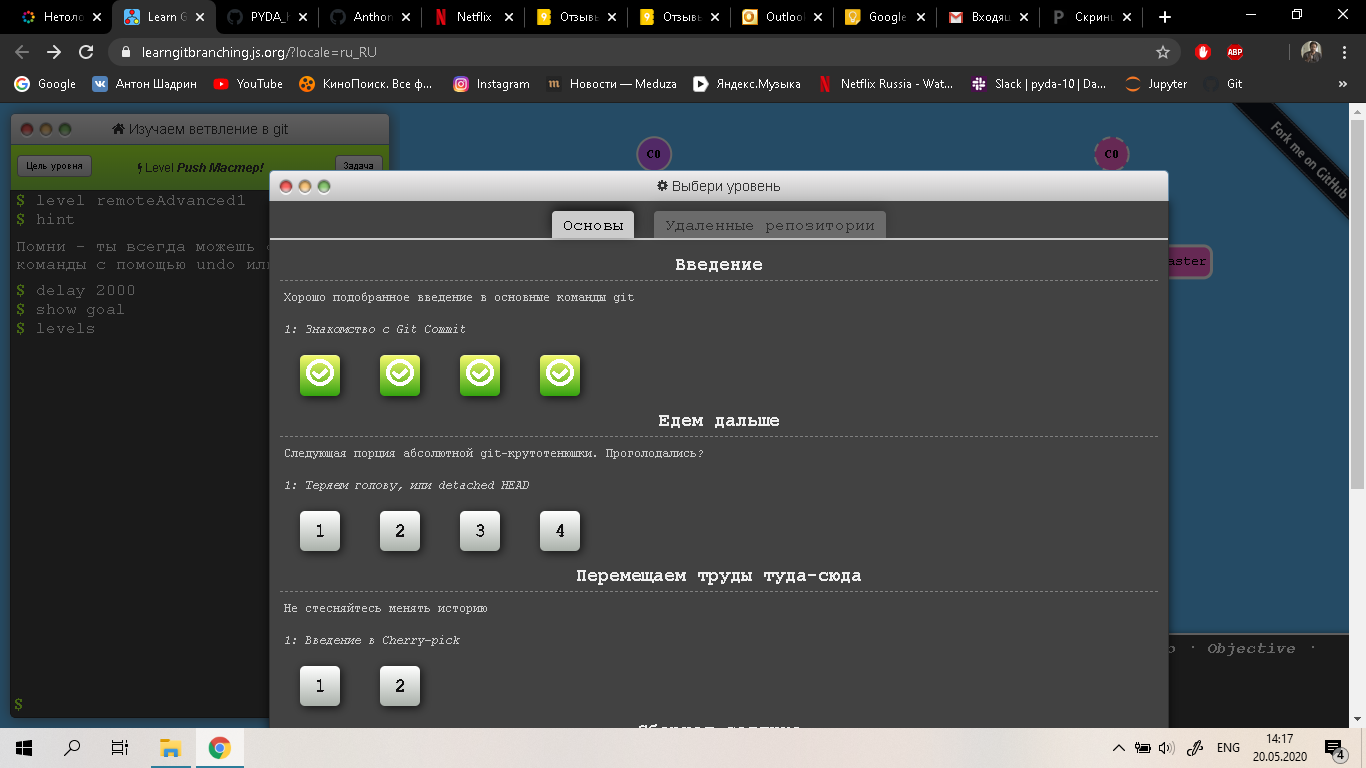 Нетоло
Learn G
PYDA_H
Anthon
Netflix
Отзывы
Отзывы
Outlool
Google
Входящ
Скринш
learngitbranching.js.org/?locale=ru_RU
ABP
Google
Антон Шадрин
YouTube
КиноПоиск. Все ф...
Instagram
Новости — Meduza
Яндекс.Музыка
Netflix Russia - Wat...
Slack | pyda-10 | Da...
Jupyter
Git
»
Изучаем ветвление в git
Цель уровня
Level Push Мастер!
Задача
$ level remoteAdvanced1
$ hint
Помни - ты всегда можешь
команды с помощью undo или
$ delay 2000
$ show goal
$ levels
$
C0
C0
Fork me on GitHub
aster
Выбери уровень
Основы
Удаленные репозитории
Введение
Хорошо подобранное введение в основные команды git
1: Знакомство с Git Commit
Едем дальше
Следующая порция абсолютной git-крутотенюшки. Проголодались?
1: Теряем голову, или detached HEAD
1 2 3 4
Перемещаем труды туда-сюда
Не стесняйтесь менять историю
1: Введение в Cherry-pick
1 2
· Objective ·
ENG
14:17
20.05.2020
4